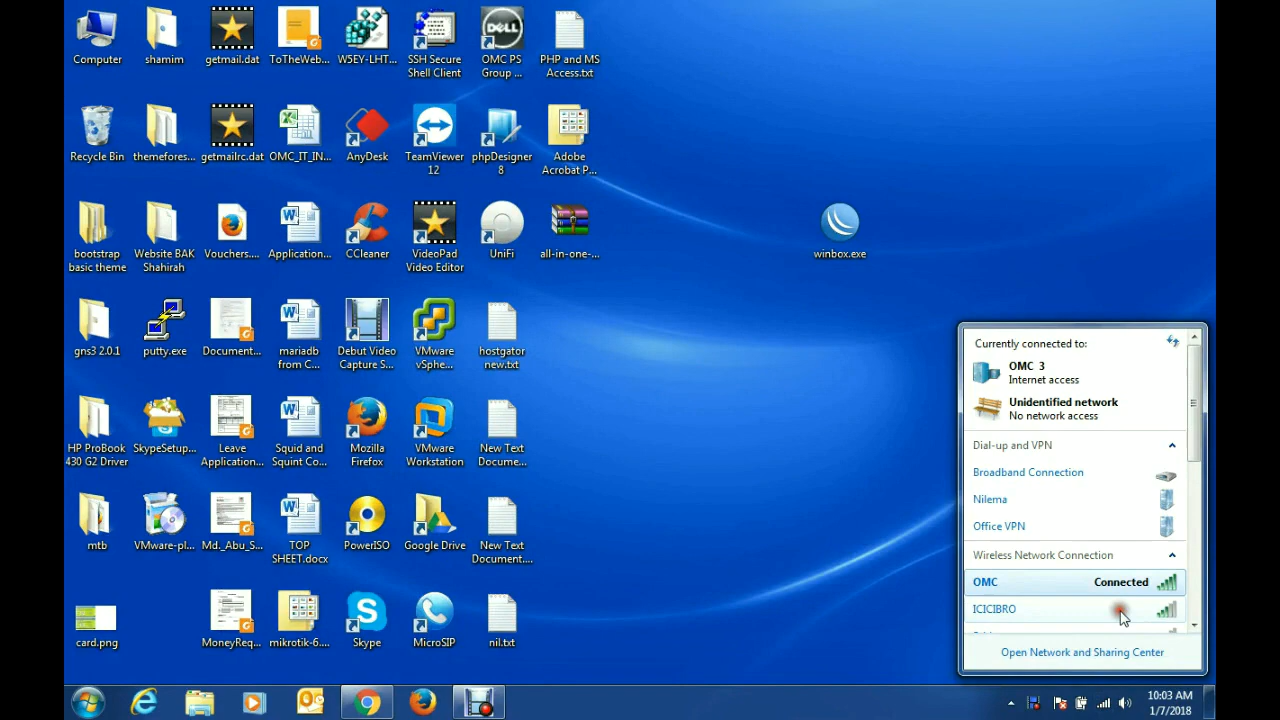 Computer
shamim
getmail.dat
ToTheWeb...
W5EY-LHT...
SSH Secure
Shell Client
DELL
OMC PS
Group ...
PHP and MS
Access.txt
Recycle Bin
themefores...
getmailrc.dat
OMC_IT_IN...
AnyDesk
TeamViewer
12
phpDesigner
8
Adobe
Acrobat P...
bootstrap
basic theme
Website BAK
Shahirah
Vouchers....
Application...
CCleaner
VideoPad
Video Editor
UniFi
all-in-one-...
winbox.exe
gns3 2.0.1
putty.exe
Document...
mariadb
from C...
Debut Video
Capture S...
VMware
vSphe...
hostgator
new.txt
HP ProBook
430 G2 Driver
SkypeSetup...
Leave
Application...
Squid and
Squint Co...
Mozilla
Firefox
VMware
Workstation
New Text
Docume...
mtb
VMware-pl...
Md._Abu_S...
TOP
SHEET.docx
PowerISO
Google Drive
New Text
Document....
card.png
MoneyReq...
mikrotik-6....
Skype
MicroSIP
nil.txt
Currently connected to:
OMC 3
Internet access
Unidentified network
No network access
Dial-up and VPN
Broadband Connection
Nilema
Office VPN
Wireless Network Connection
OMC Connected
ICICIBRO
Open Network and Sharing Center
10:03 AM
1/7/2018